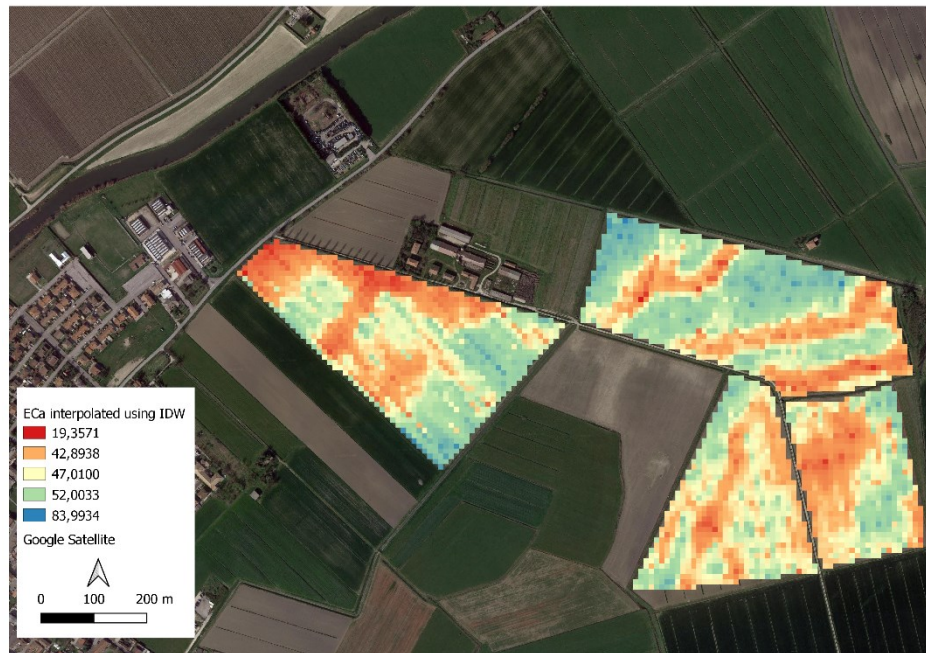 ECa interpolated using IDW
19,3571
42,8938
47,0100
52,0033
83,9934
Google Satellite
0 100 200 m